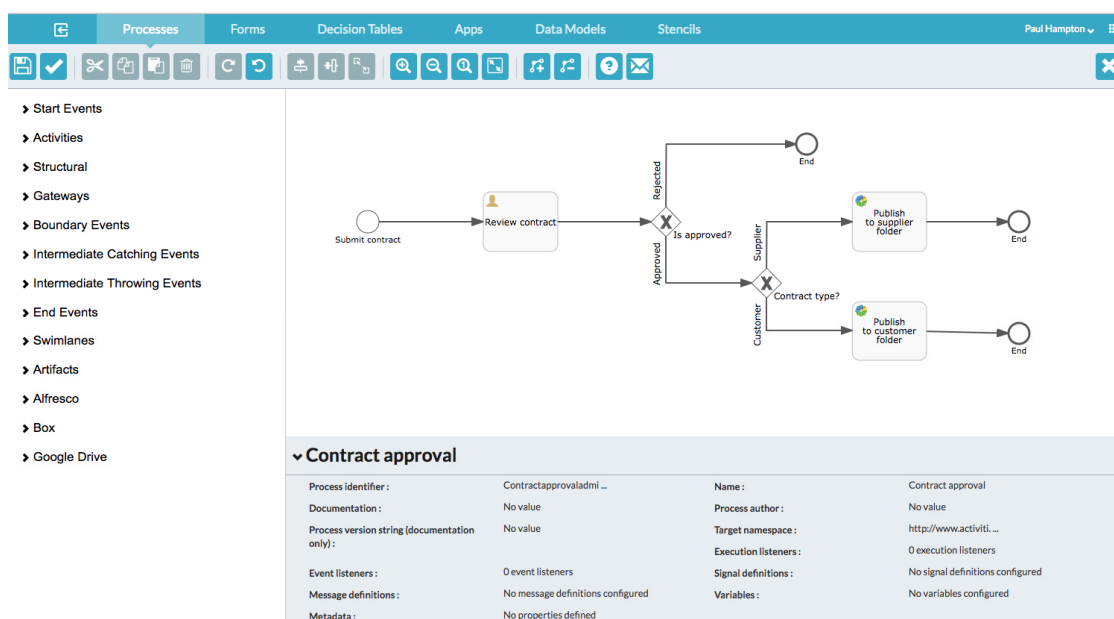 Processes
Forms
Decision Tables
Apps
Data Models
Stencils
Paul Hampton
Start Events
Activities
Structural
Gateways
Boundary Events
Intermediate Catching Events
Intermediate Throwing Events
End Events
Swimlanes
Artifacts
Alfresco
Box
Google Drive
Submit contract
Review contract
Rejected
Is approved?
Approved
End
Supplier
Contract type?
Customer
Publish
to supplier
folder
End
Publish
to customer
folder
End
Contract approval
Process identifier : Contractapprovaladmi ...
Name : Contract approval
Documentation : No value
Process author : No value
Process version string (documentation
only) : No value
Target namespace : http://www.activiti. ...
Execution listeners : 0 execution listeners
Event listeners : 0 event listeners
Signal definitions : No signal definitions configured
Message definitions : No message definitions configured
Variables : No variables configured
Metadata : No properties defined